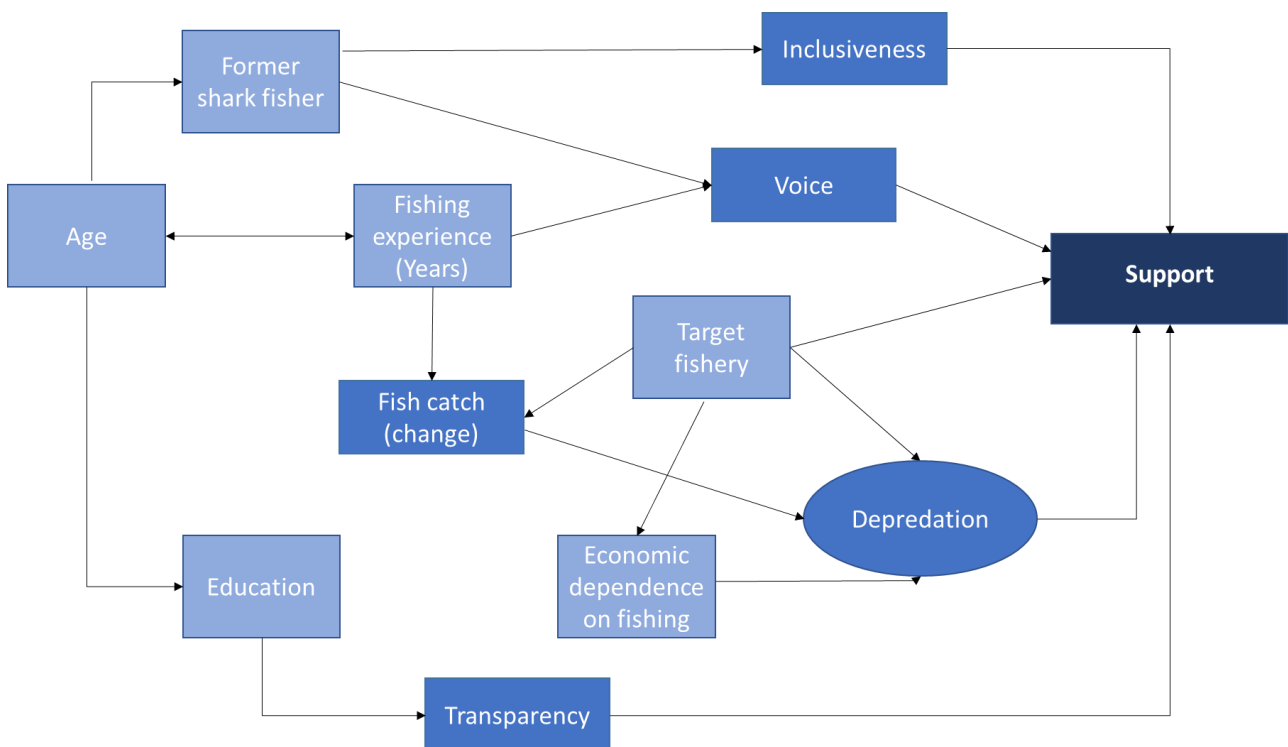 Former
shark fisher
Inclusiveness
Voice
Age
Fishing
experience
(Years)
Support
Target
fishery
Fish catch
(change)
Depredation
Economic
dependence
on fishing
Education
Transparency